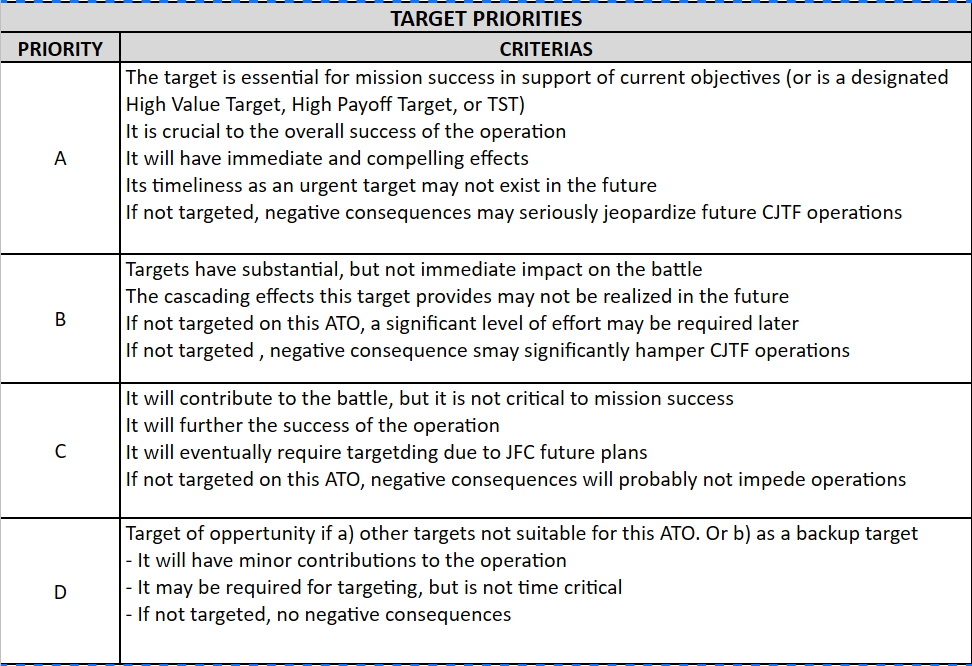 TARGET PRIORITIES
PRIORITY CRITERIAS
A
The target is essential for mission success in support of current objectives (or is a designated
High Value Target, High Payoff Target, or TST)
It is crucial to the overall success of the operation
It will have immediate and compelling effects
Its timeliness as an urgent target may not exist in the future
If not targeted, negative consequences may seriously jeopardize future CJTF operations
B
Targets have substantial, but not immediate impact on the battle
The cascading effects this target provides may not be realized in the future
If not targeted on this ATO, a significant level of effort may be required later
If not targeted , negative consequence smay significantly hamper CJTF operations
C
It will contribute to the battle, but it is not critical to mission success
It will further the success of the operation
It will eventually require targetding due to JFC future plans
If not targeted on this ATO, negative consequences will probably not impede operations
D
Target of oppertunity if a) other targets not suitable for this ATO. Or b) as a backup target
- It will have minor contributions to the operation
- It may be required for targeting, but is not time critical
- If not targeted, no negative consequences